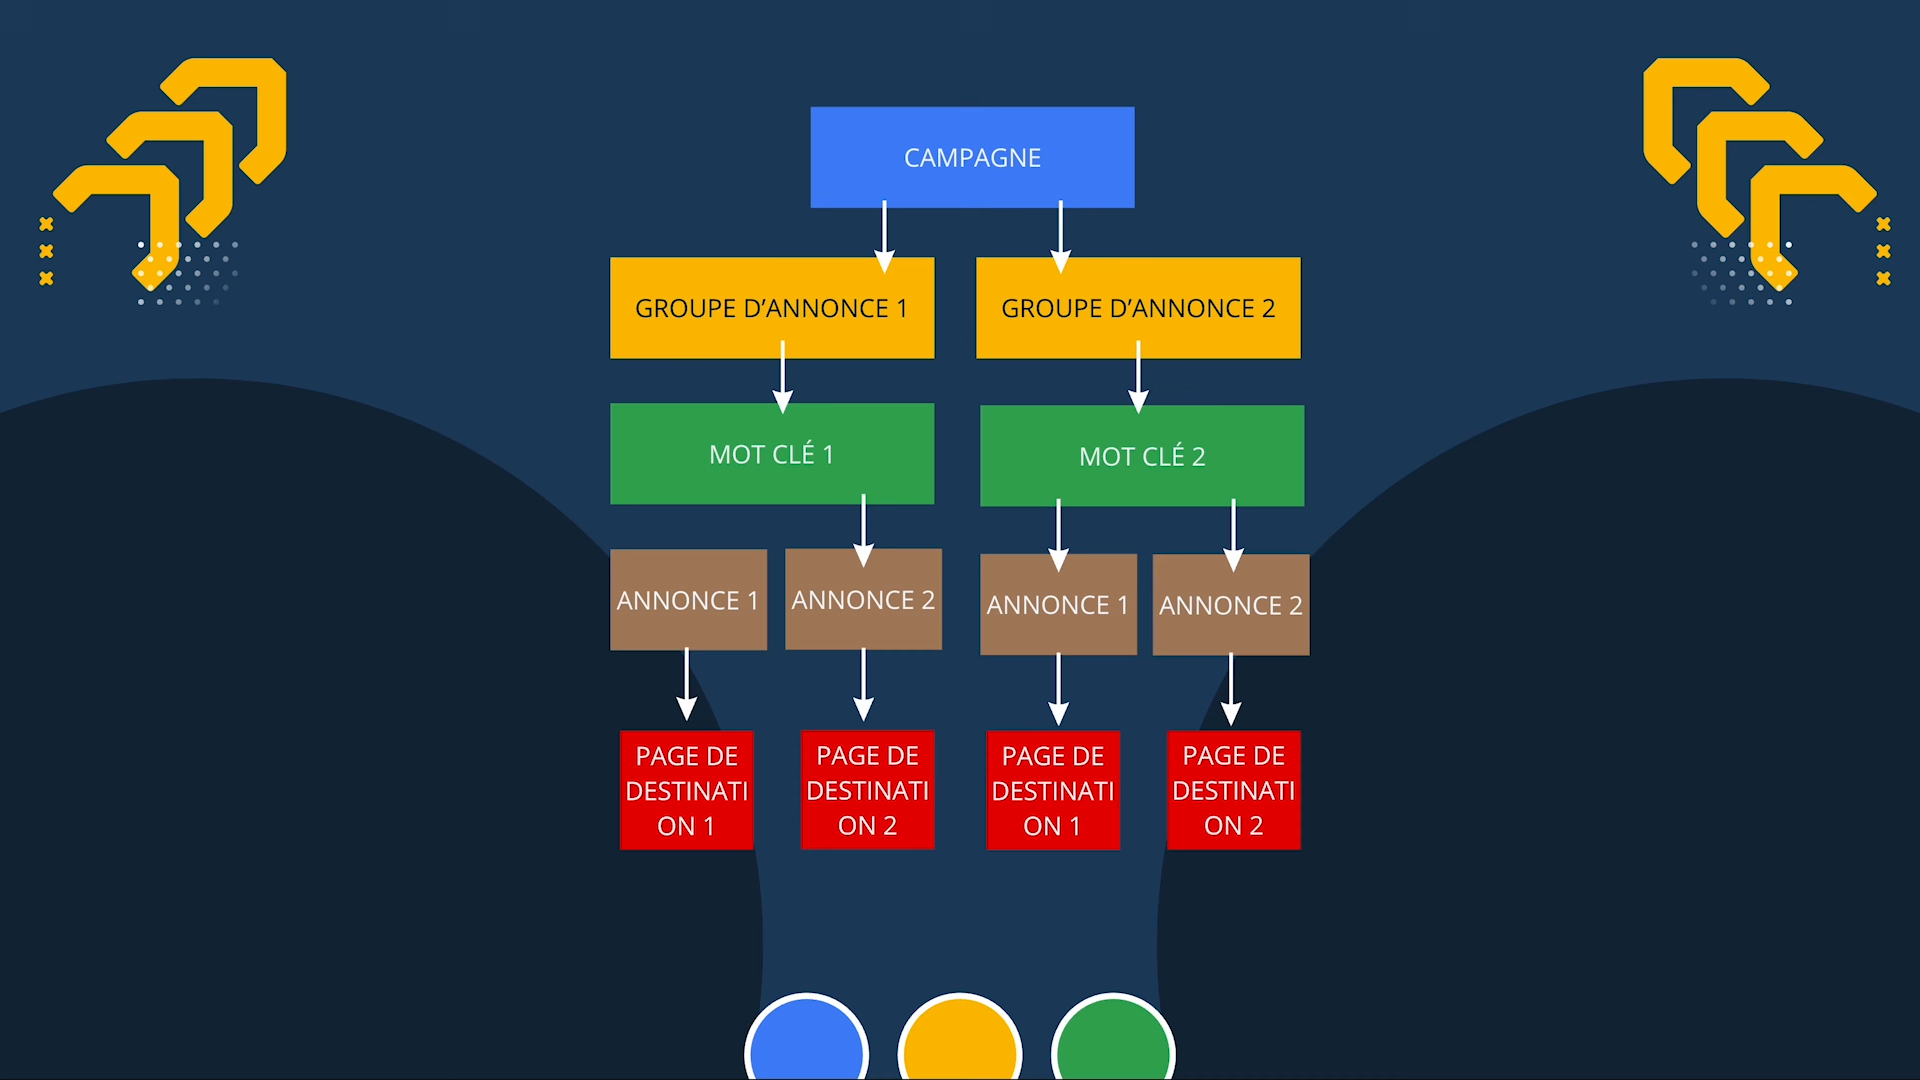 CAMPAGNE
GROUPE D’ANNONCE 1
GROUPE D’ANNONCE 2
MOT CLÉ 1
MOT CLÉ 2
ANNONCE 1
ANNONCE 2
ANNONCE 1
ANNONCE 2
PAGE DE
DESTINATI
ON 1
PAGE DE
DESTINATI
ON 2
PAGE DE
DESTINATI
ON 1
PAGE DE
DESTINATI
ON 2